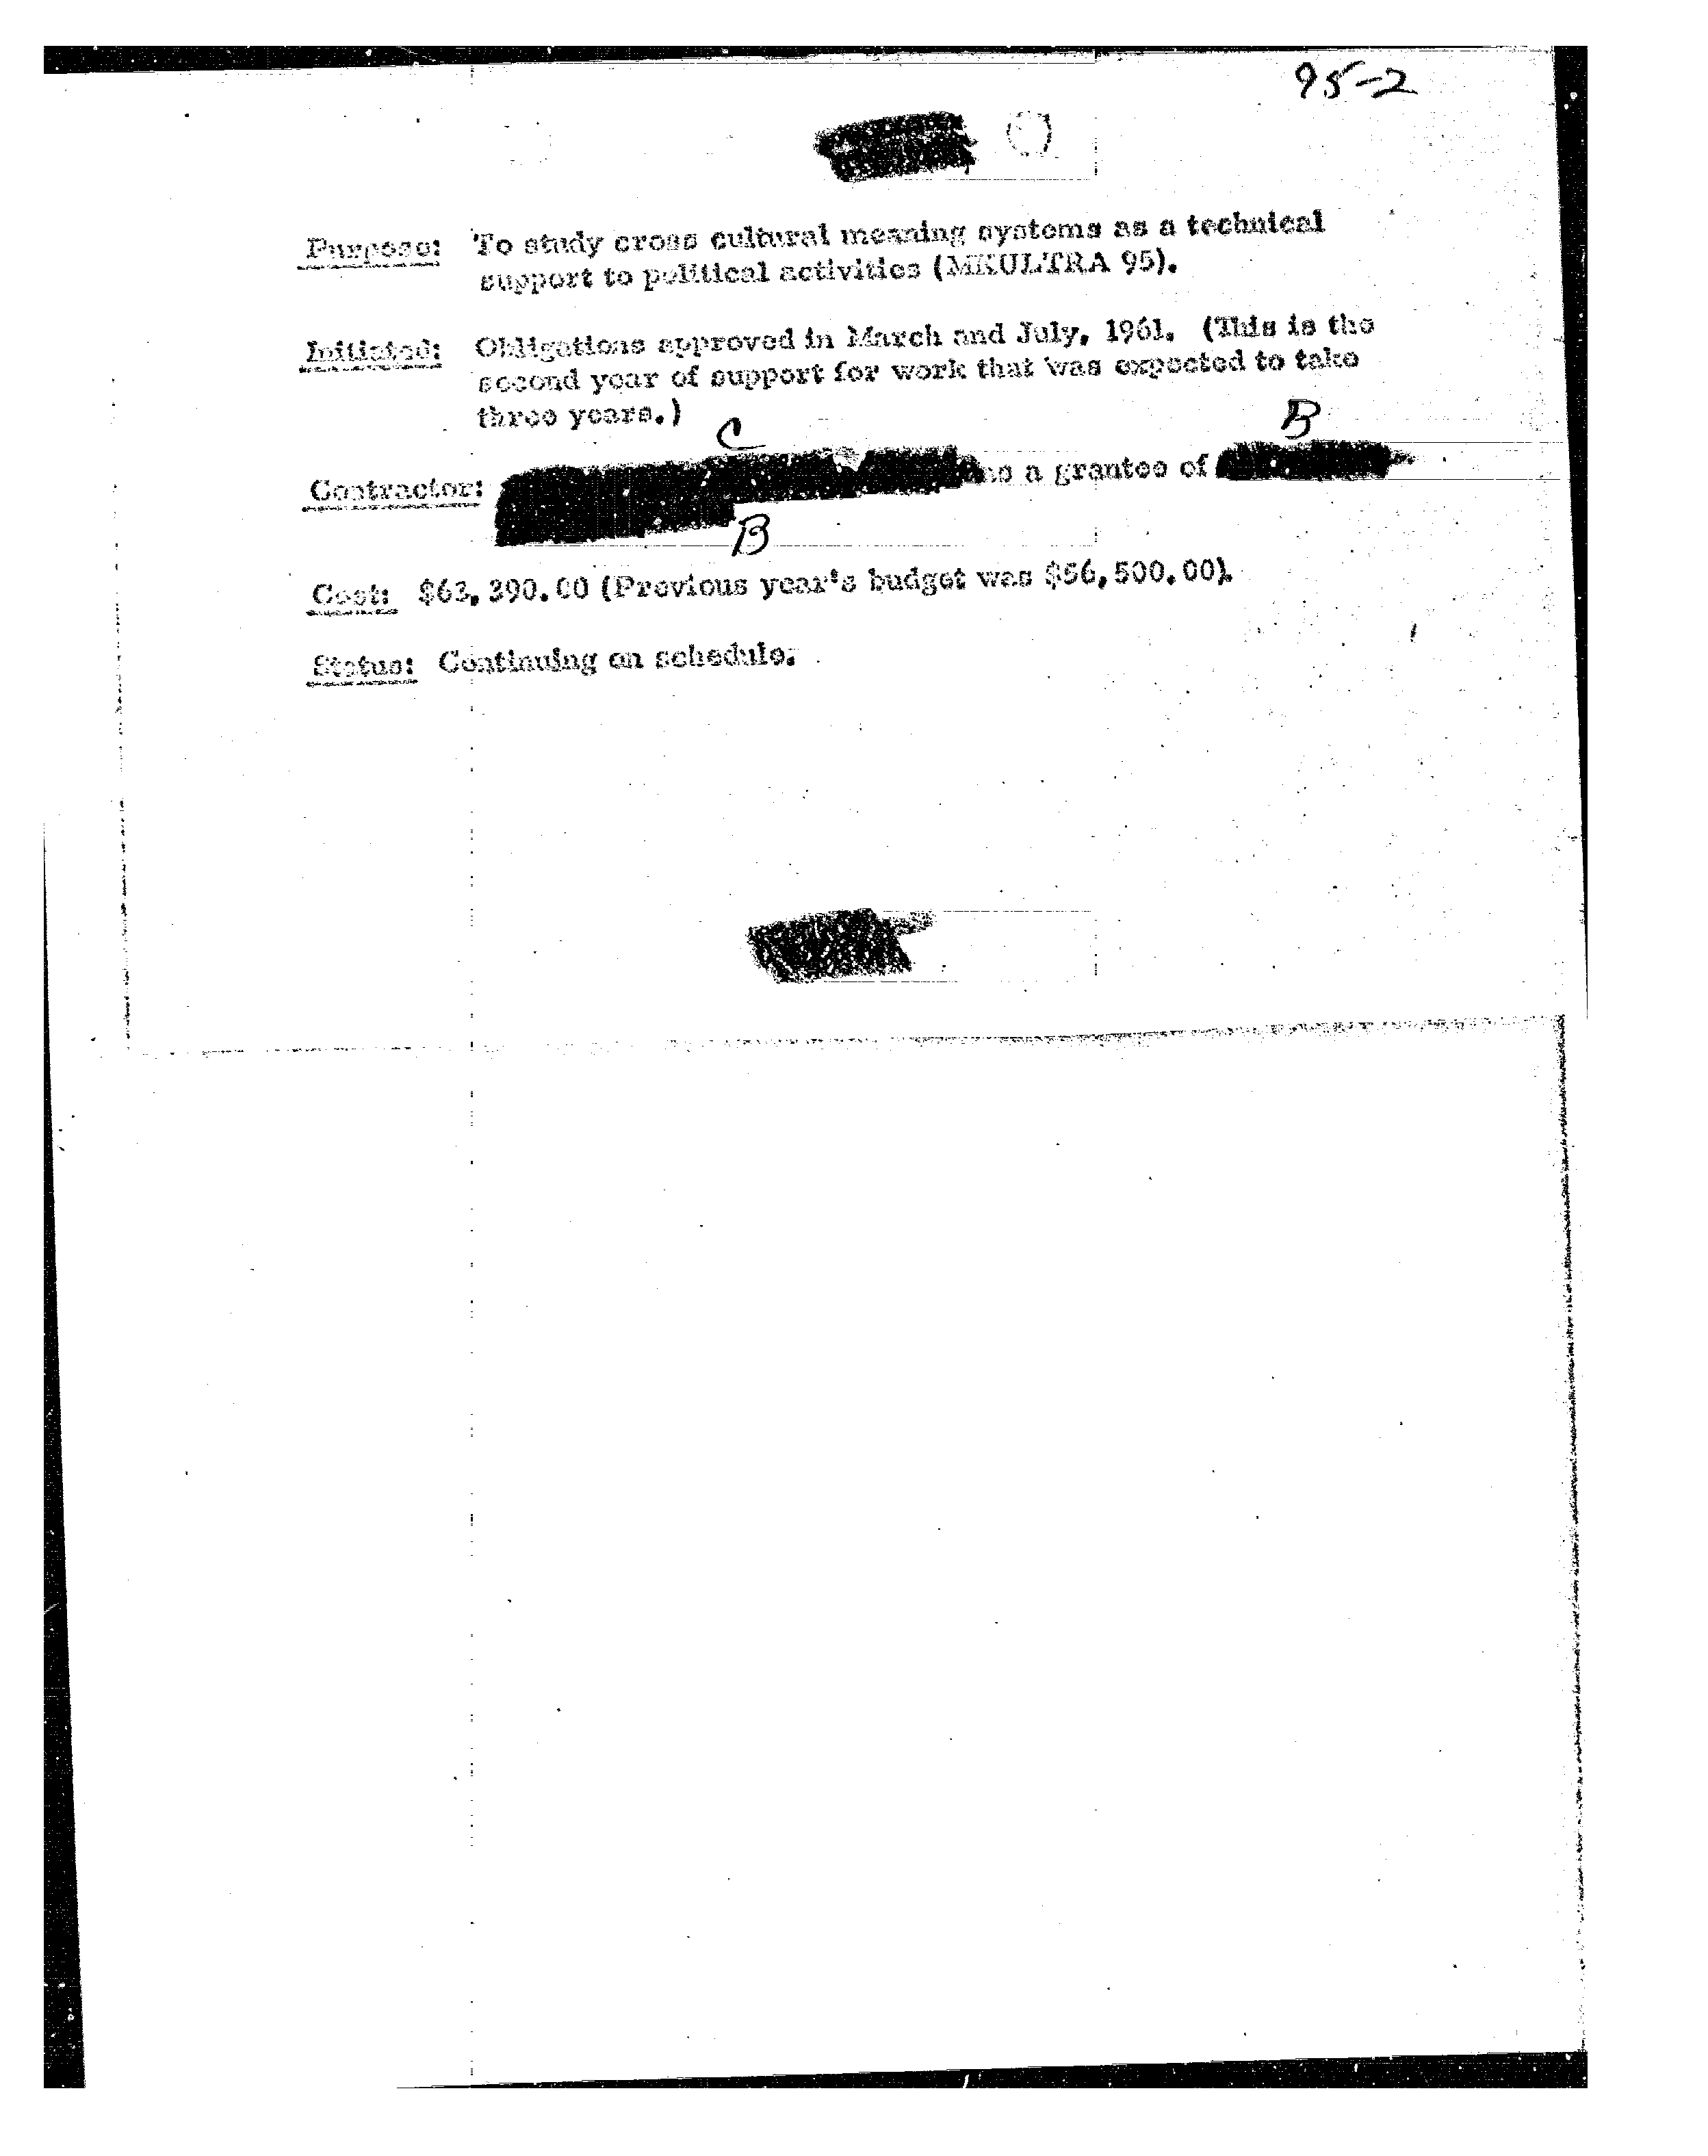 95-2
Purpose: To study cross cultural meaning systems as a technical
support to political activities (MKULTRA 95).
Initiated: Obligations approved in March and July, 1961. (This is the
second year of support for work that was expected to take
three years.)
C
B
Contractor: as a grantee of
B
Cost: $63,390.00 (Previous year's budget was $56,500.00).
Status: Continuing on schedule.